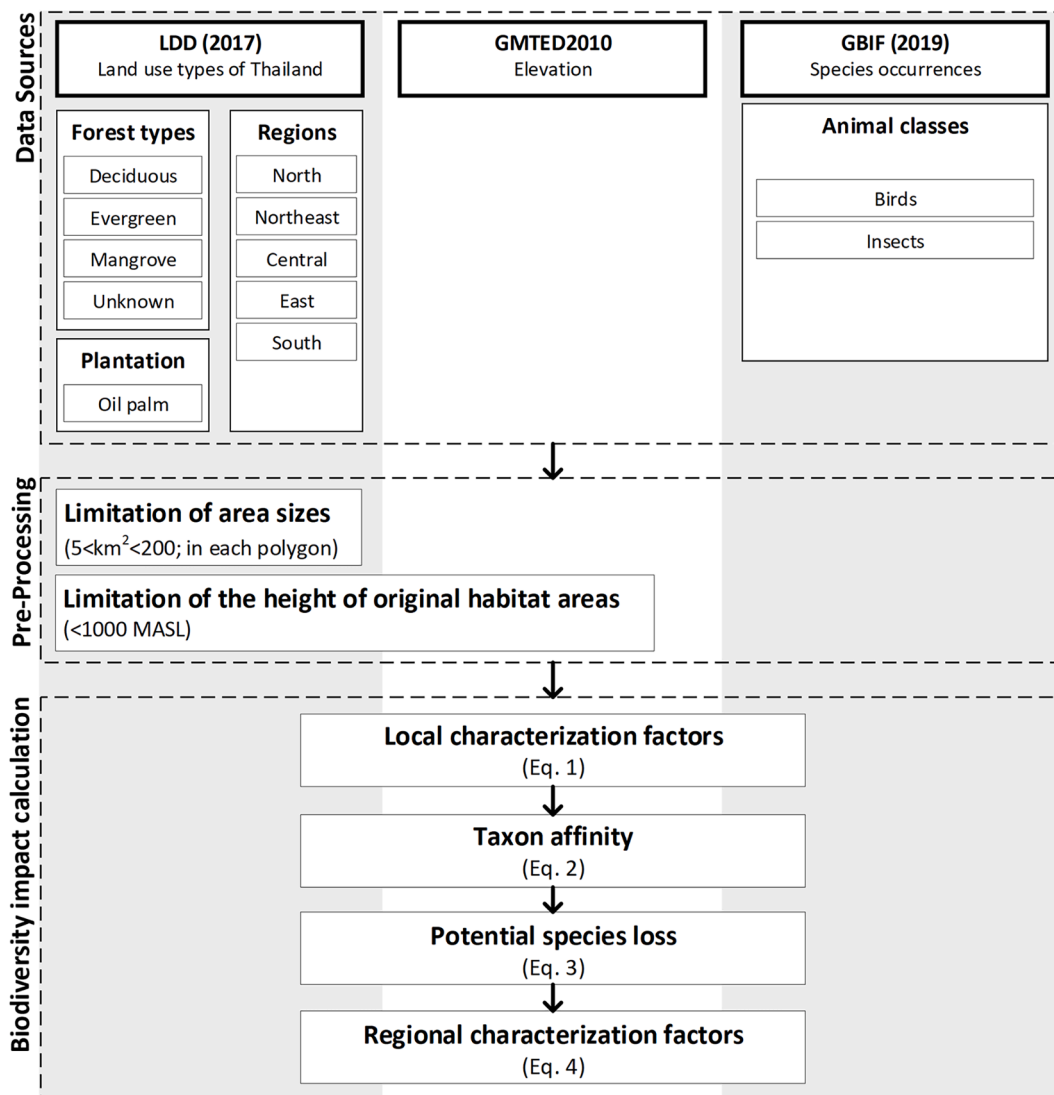 Data Sources
LDD (2017)
Land use types of Thailand
GMTED2010
Elevation
GBIF (2019)
Species occurrences
Forest types
Deciduous
Evergreen
Mangrove
Unknown
Plantation
Oil palm
Regions
North
Northeast
Central
East
South
Animal classes
Birds
Insects
Pre-Processing
Limitation of area sizes
(5<km²<200; in each polygon)
Limitation of the height of original habitat areas
(<1000 MASL)
Biodiversity impact calculation
Local characterization factors
(Eq. 1)
Taxon affinity
(Eq. 2)
Potential species loss
(Eq. 3)
Regional characterization factors
(Eq. 4)